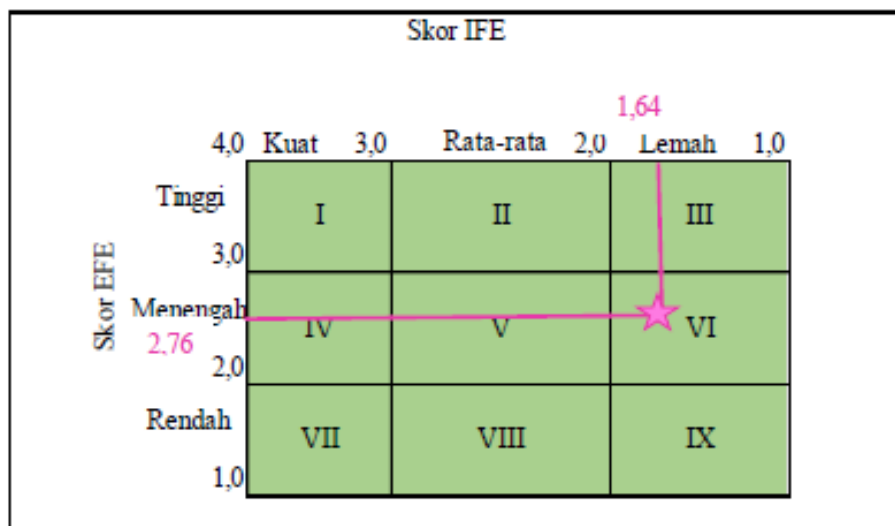 Skor IFE
1,64
4,0 Kuat 3,0 Rata-rata 2,0 Lemah 1,0
Tinggi
I II III
3,0
Skor EFE
Menengah
IV V VI
2,76
2,0
Rendah
VII VIII IX
1,0